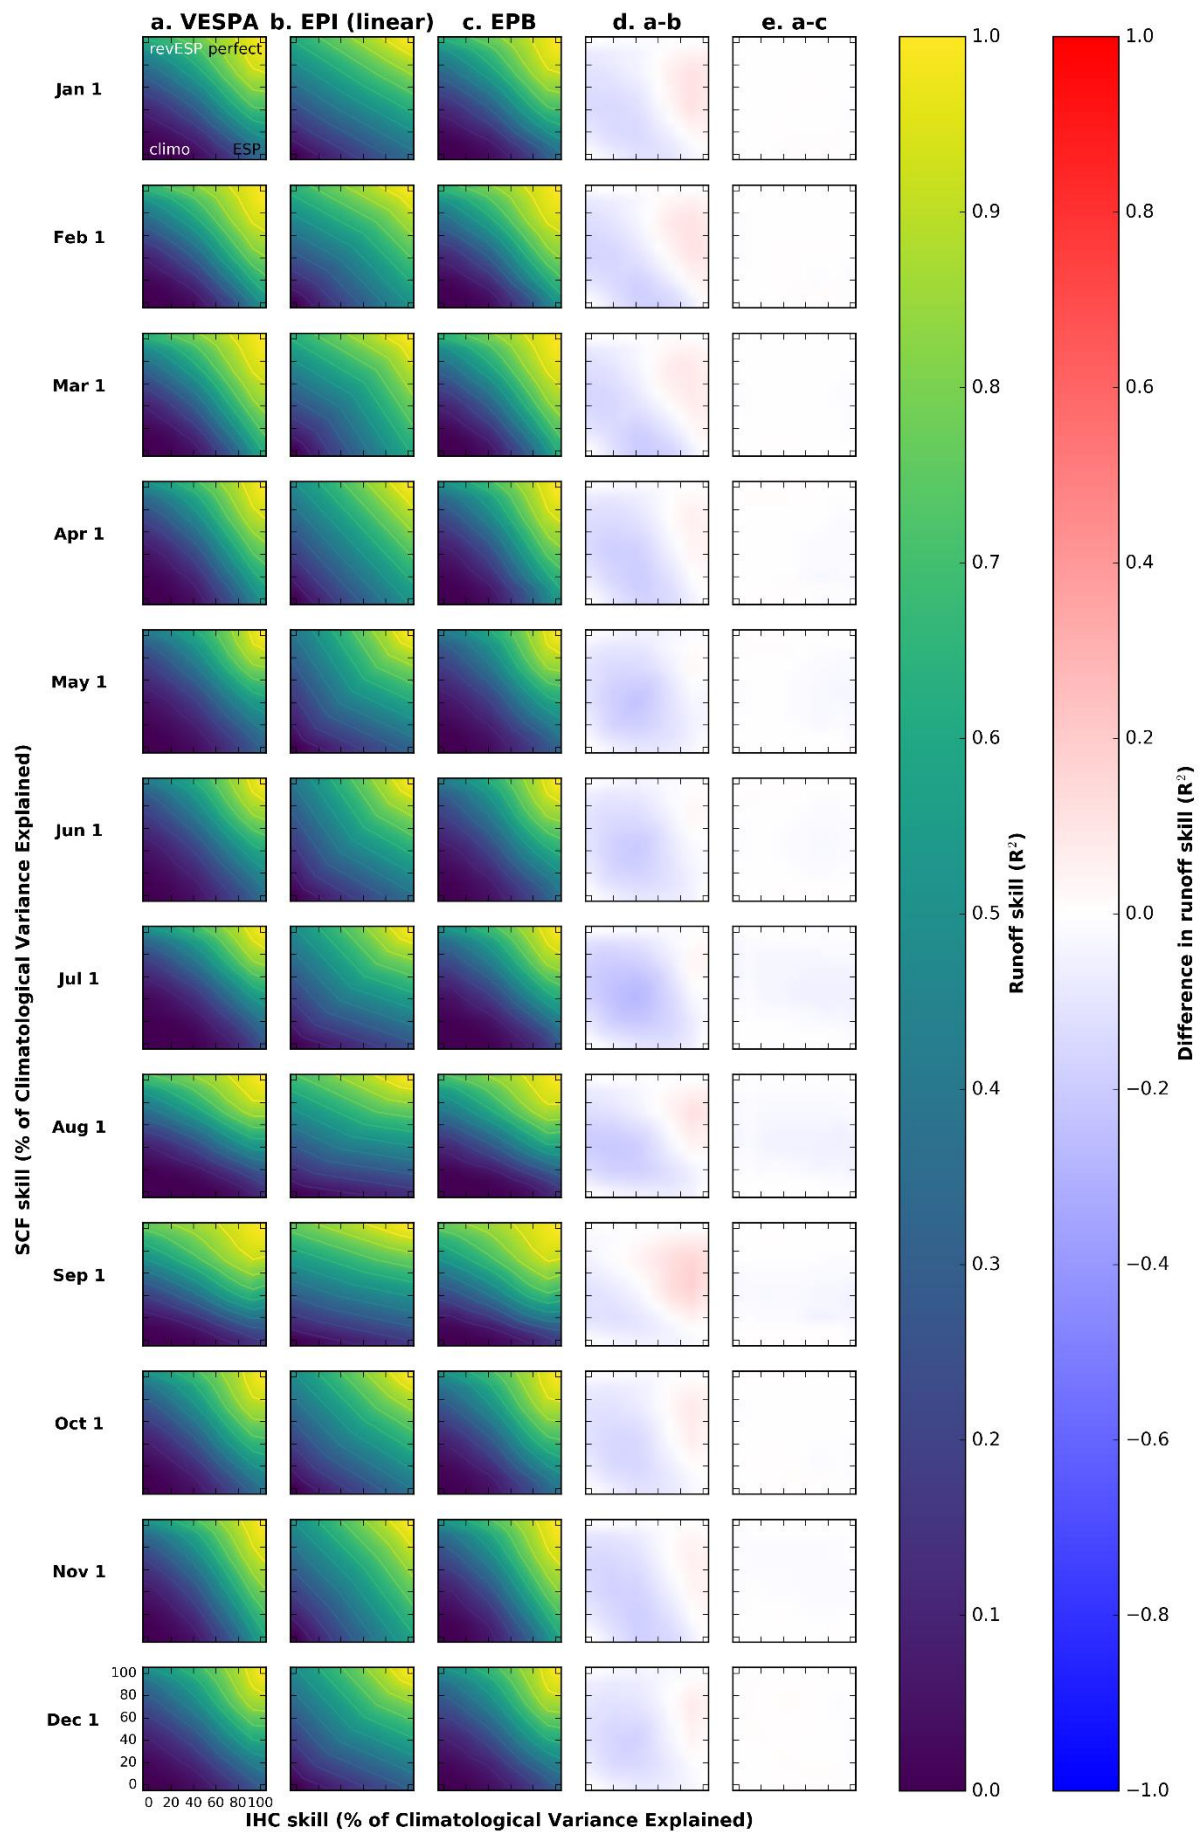 a. VESPA b. EPI (linear) c. EPB d. a-b e. a-c
revESP perfect
climo ESP
Jan 1
Feb 1
Mar 1
Apr 1
May 1
Jun 1
Jul 1
Aug 1
Sep 1
Oct 1
Nov 1
Dec 1
SCF skill (% of Climatological Variance Explained)
100
80
60
40
20
0
0 20 40 60 80 100
IHC skill (% of Climatological Variance Explained)
1.0
0.9
0.8
0.7
0.6
0.5
0.4
0.3
0.2
0.1
0.0
Runoff skill (R²)
1.0
0.8
0.6
0.4
0.2
0.0
−0.2
−0.4
−0.6
−0.8
−1.0
Difference in runoff skill (R²)